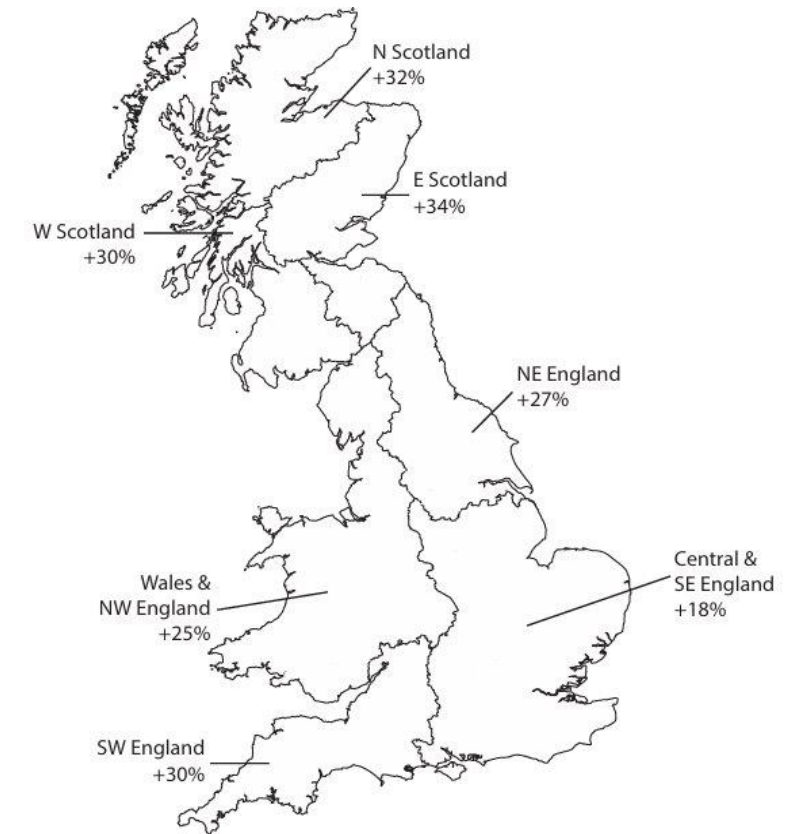 N Scotland
+32%
E Scotland
+34%
W Scotland
+30%
NE England
+27%
Central &
SE England
+18%
Wales &
NW England
+25%
SW England
+30%